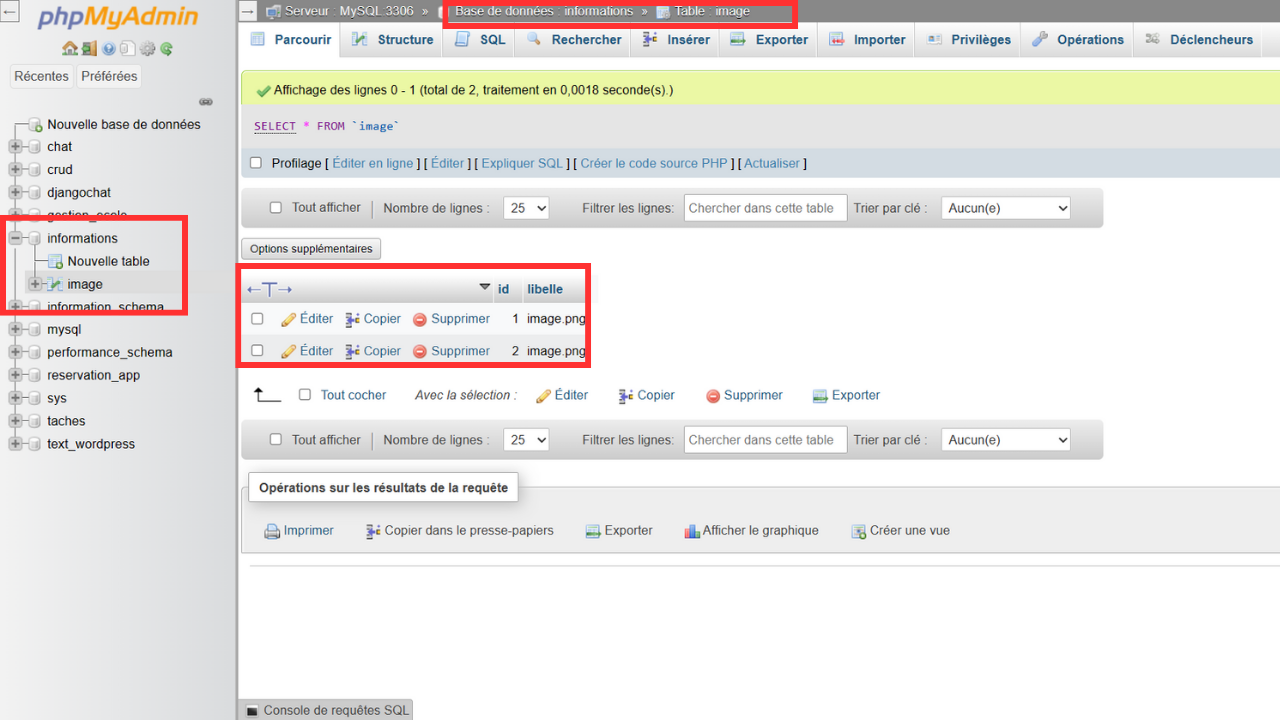 phpMyAdmin
Récentes Préférées
Nouvelle base de données
chat
crud
djangochat
gestion_ecole
informations
Nouvelle table
image
information_schema
mysql
performance_schema
reservation_app
sys
taches
text_wordpress
Serveur : MySQL:3306 » Base de données : informations » Table : image
Parcourir Structure SQL Rechercher Insérer Exporter Importer Privilèges Opérations Déclencheurs
Affichage des lignes 0 - 1 (total de 2, traitement en 0,0018 seconde(s).)
SELECT * FROM `image`
Profilage [ Éditer en ligne ] [ Éditer ] [ Expliquer SQL ] [ Créer le code source PHP ] [ Actualiser ]
Tout afficher Nombre de lignes : 25 Filtrer les lignes: Chercher dans cette table Trier par clé : Aucun(e)
Options supplémentaires
←T→ id libelle
Éditer Copier Supprimer 1 image.png
Éditer Copier Supprimer 2 image.png
Tout cocher Avec la sélection : Éditer Copier Supprimer Exporter
Tout afficher Nombre de lignes : 25 Filtrer les lignes: Chercher dans cette table Trier par clé : Aucun(e)
Opérations sur les résultats de la requête
Imprimer Copier dans le presse-papiers Exporter Afficher le graphique Créer une vue
Console de requêtes SQL